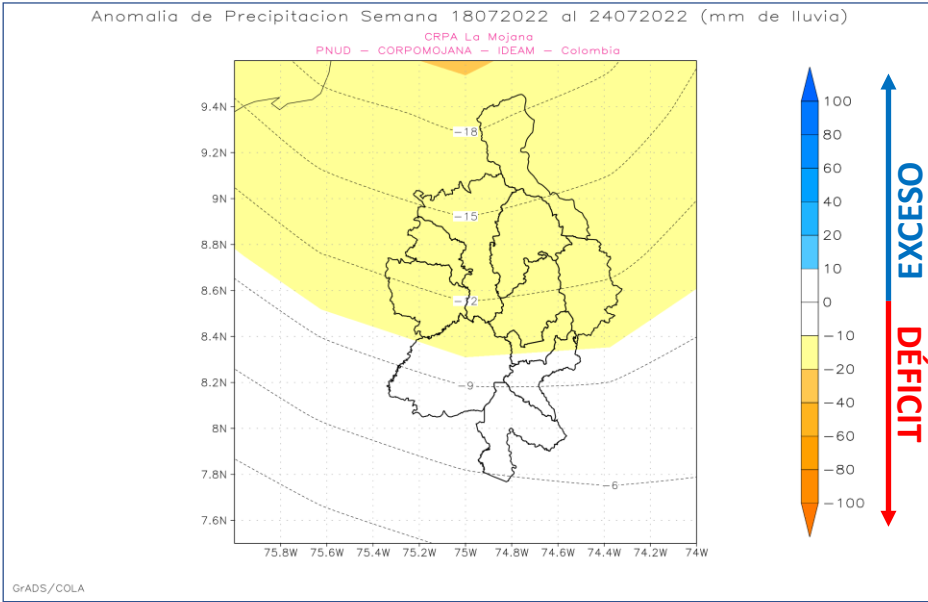 Anomalia de Precipitacion Semana 18072022 al 24072022 (mm de lluvia)
CRPA La Mojana
PNUD – CORPOMOJANA – IDEAM – Colombia
9.4N
9.2N
9N
8.8N
8.6N
8.4N
8.2N
8N
7.8N
7.6N
75.8W
75.6W
75.4W
75.2W
75W
74.8W
74.6W
74.4W
74.2W
74W
−18
−15
−12
−9
−6
100
80
60
40
20
10
0
−10
−20
−40
−60
−80
−100
EXCESO
DÉFICIT
GrADS/COLA